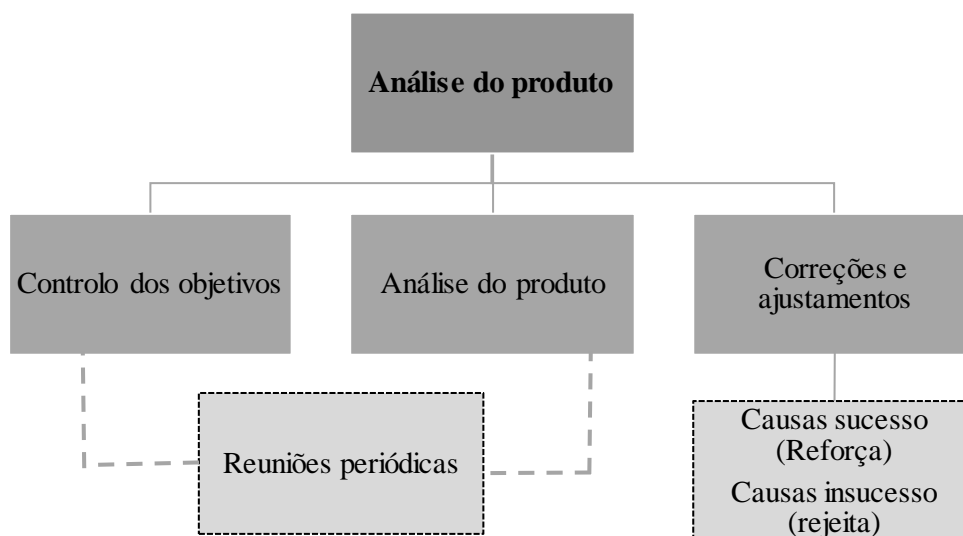 Análise do produto
Controlo dos objetivos
Análise do produto
Correções e
ajustamentos
Reuniões periódicas
Causas sucesso
(Reforça)
Causas insucesso
(rejeita)